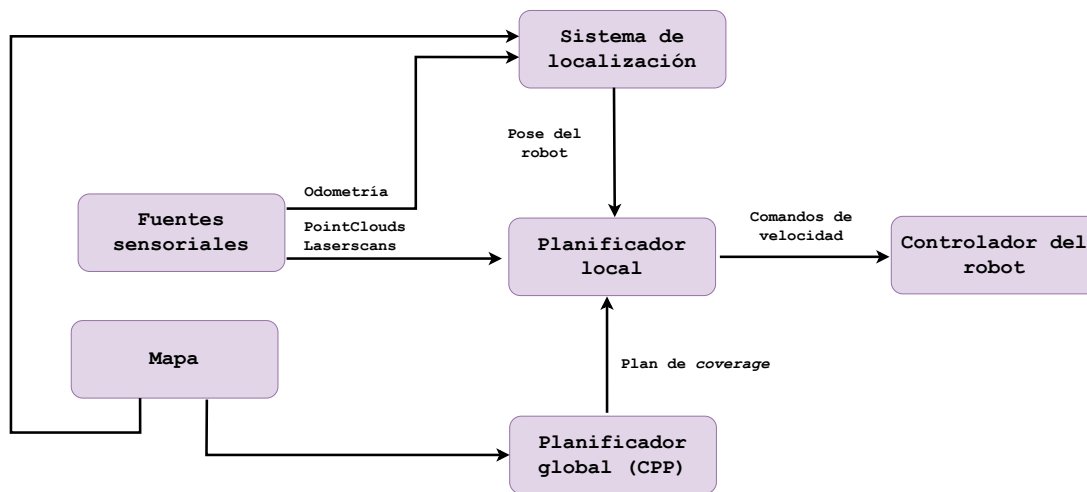 Sistema de
localización
Pose del
robot
Odometría
Fuentes
sensoriales
PointClouds
Laserscans
Planificador
local
Comandos de
velocidad
Controlador del
robot
Mapa
Plan de coverage
Planificador
global (CPP)